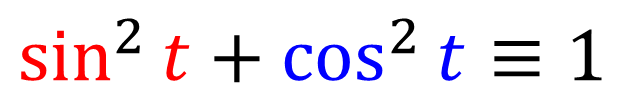 sin² t + cos² t ≡ 1